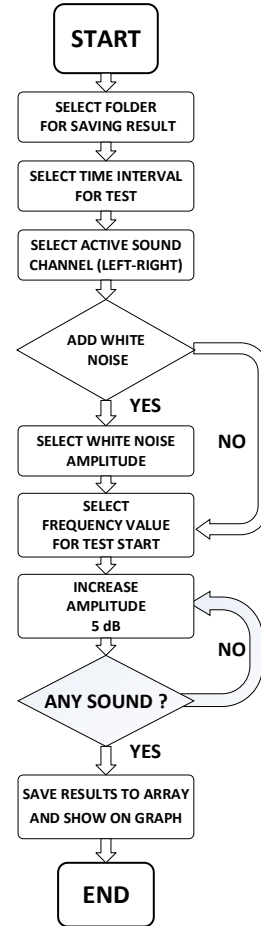 START
SELECT FOLDER
FOR SAVING RESULT
SELECT TIME INTERVAL
FOR TEST
SELECT ACTIVE SOUND
CHANNEL (LEFT-RIGHT)
ADD WHITE
NOISE
YES
NO
SELECT WHITE NOISE
AMPLITUDE
SELECT
FREQUENCY VALUE
FOR TEST START
INCREASE
AMPLITUDE
5 dB
NO
ANY SOUND ?
YES
SAVE RESULTS TO ARRAY
AND SHOW ON GRAPH
END